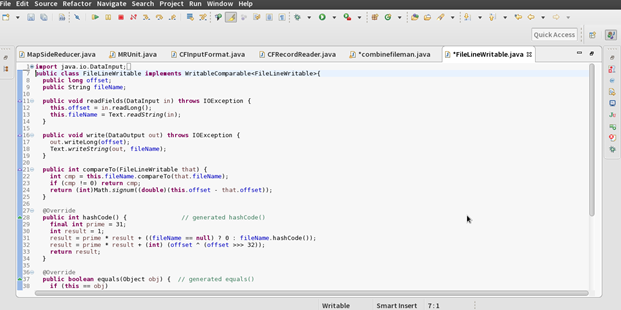 File Edit Source Refactor Navigate Search Project Run Window Help
Quick Access
MapSideReducer.java MRUnit.java CFInputFormat.java CFRecordReader.java *combinefileman.java *FileLineWritable.java
1 import java.io.DataInput;
7 public class FileLineWritable implements WritableComparable<FileLineWritable>{
8 public long offset;
9 public String fileName;
10
11 public void readFields(DataInput in) throws IOException {
12 this.offset = in.readLong();
13 this.fileName = Text.readString(in);
14 }
15
16 public void write(DataOutput out) throws IOException {
17 out.writeLong(offset);
18 Text.writeString(out, fileName);
19 }
20
21 public int compareTo(FileLineWritable that) {
22 int cmp = this.fileName.compareTo(that.fileName);
23 if (cmp != 0) return cmp;
24 return (int)Math.signum((double)(this.offset - that.offset));
25 }
26
27 @Override
28 public int hashCode() { // generated hashCode()
29 final int prime = 31;
30 int result = 1;
31 result = prime * result + ((fileName == null) ? 0 : fileName.hashCode());
32 result = prime * result + (int) (offset ^ (offset >>> 32));
33 return result;
34 }
35
36 @Override
37 public boolean equals(Object obj) { // generated equals()
38 if (this == obj)
Writable Smart Insert 7 : 1